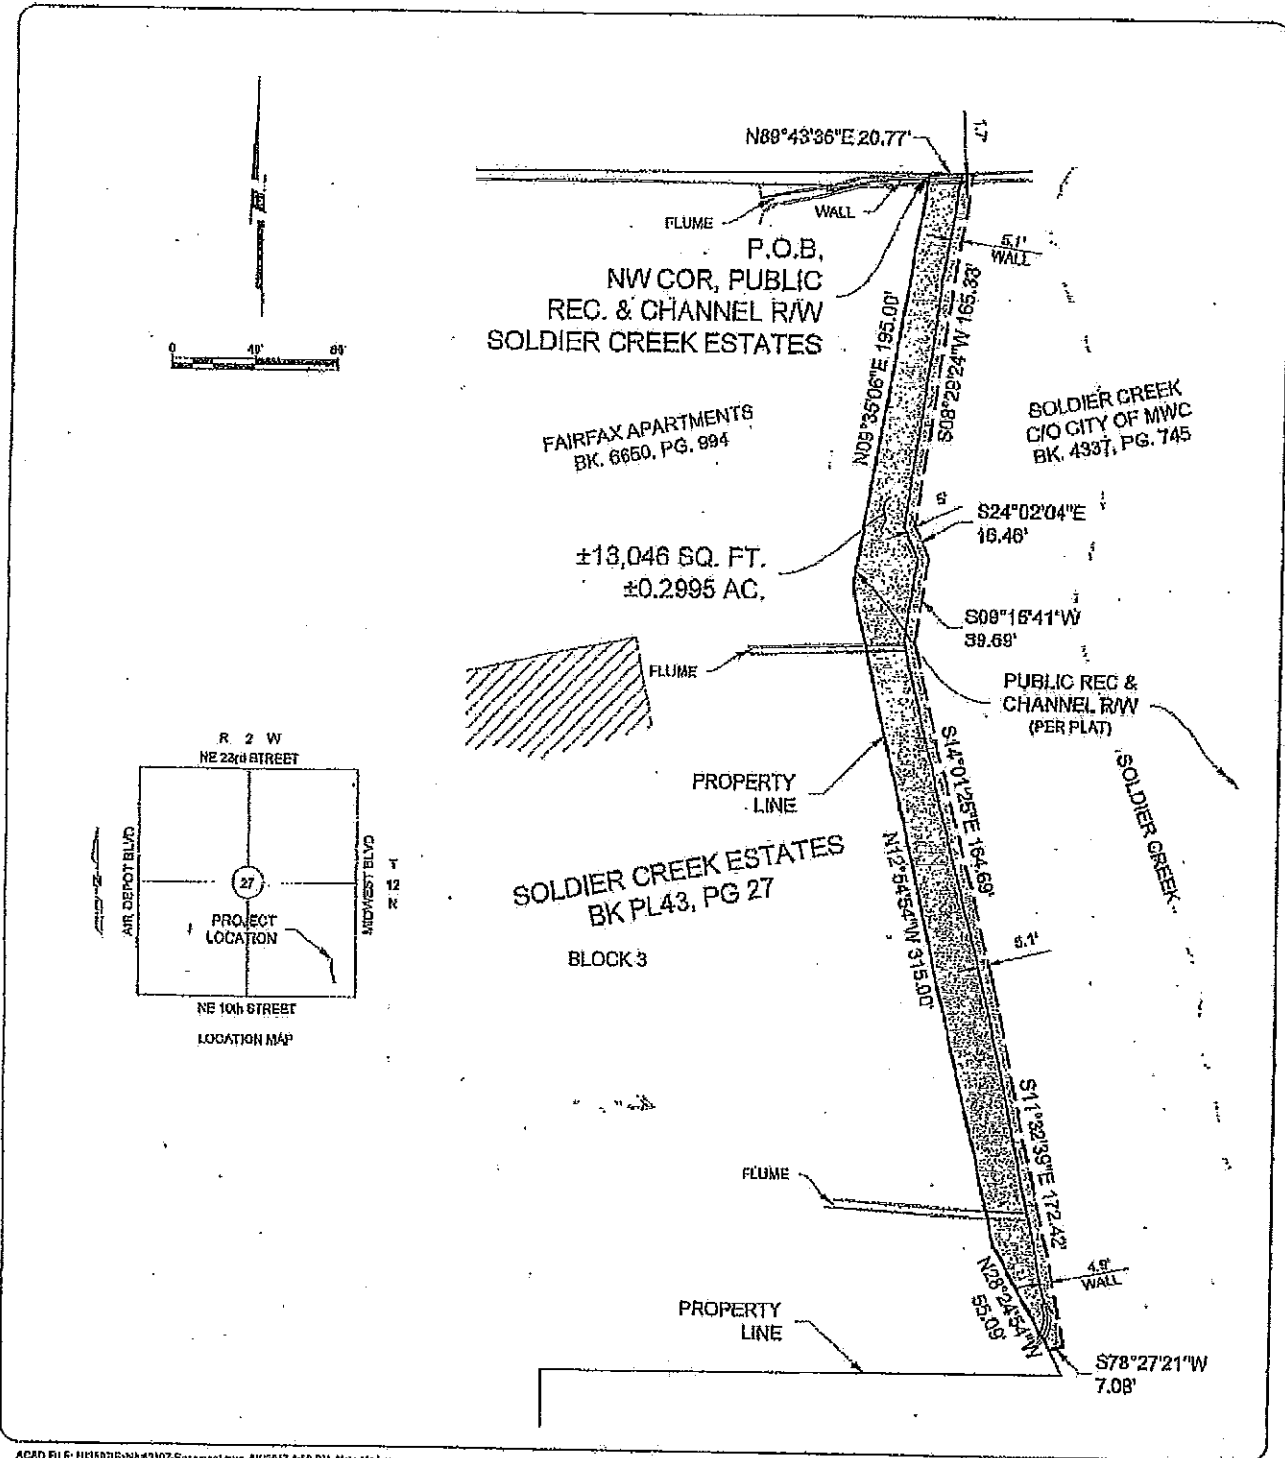 N89°43'36"E 20.77'
1.7
FLUME
WALL
5.1'
WALL
P.O.B,
NW COR, PUBLIC
REC. & CHANNEL R/W
SOLDIER CREEK ESTATES
0 40' 80'
N09°35'06"E 195.00'
S08°29'24"W 165.33'
FAIRFAX APARTMENTS
BK. 6650, PG. 994
SOLDIER CREEK
C/O CITY OF MWC
BK. 4337, PG. 745
5'
S24°02'04"E
16.46'
±13,046 SQ. FT.
±0.2995 AC,
S09°16'41"W
39.69'
FLUME
PUBLIC REC &
CHANNEL R/W
(PER PLAT)
R 2 W
NE 23rd STREET
AIR DEPOT BLVD
27
MIDWEST BLVD
T
12
N
PROJECT
LOCATION
NE 10th STREET
LOCATION MAP
PROPERTY
LINE
S14°01'25"E 164.69'
SOLDIER CREEK
SOLDIER CREEK ESTATES
BK PL43, PG 27
N12°54'54"W 315.00'
BLOCK 3
5.1'
S11°32'39"E 172.42'
FLUME
N28°24'54"W
55.09'
4.9'
WALL
PROPERTY
LINE
S78°27'21"W
7.08'